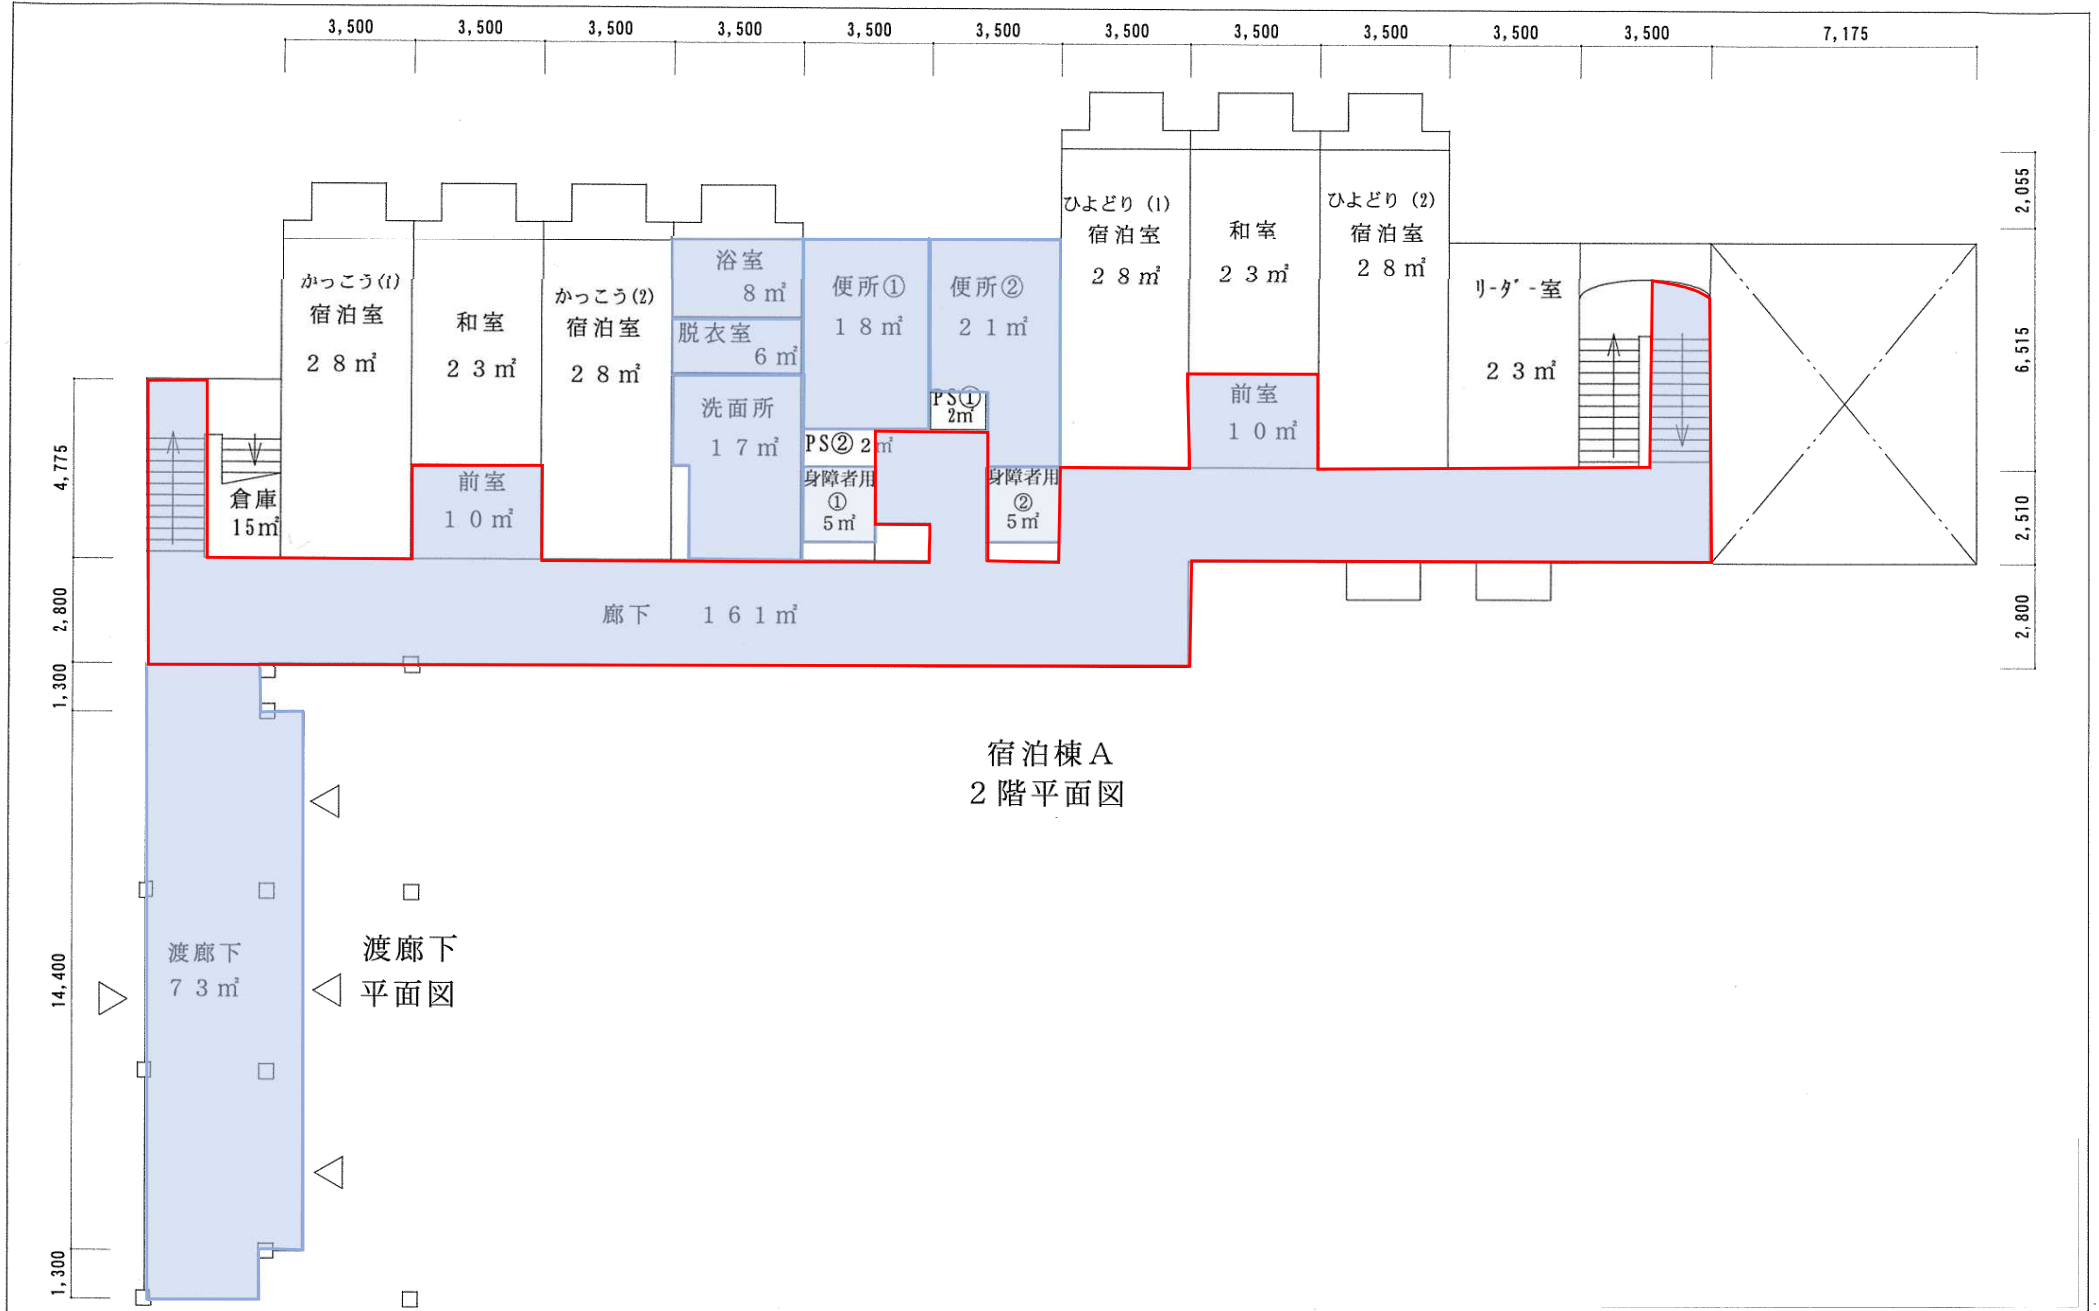 3,500 3,500 3,500 3,500 3,500 3,500 3,500 3,500 3,500 3,500 3,500 7,175
かっこう(1)
宿泊室
28㎡
和室
23㎡
かっこう(2)
宿泊室
28㎡
浴室
8㎡
脱衣室
6㎡
洗面所
17㎡
便所①
18㎡
便所②
21㎡
PS①
2㎡
PS② 2㎡
身障者用
①
5㎡
身障者用
②
5㎡
ひよどり(1)
宿泊室
28㎡
和室
23㎡
ひよどり(2)
宿泊室
28㎡
リーダー室
23㎡
前室
10㎡
前室
10㎡
倉庫
15㎡
廊下 161㎡
2,055
6,515
2,510
2,800
4,775
2,800
1,300
14,400
1,300
宿泊棟A
2階平面図
渡廊下
73㎡
渡廊下
平面図